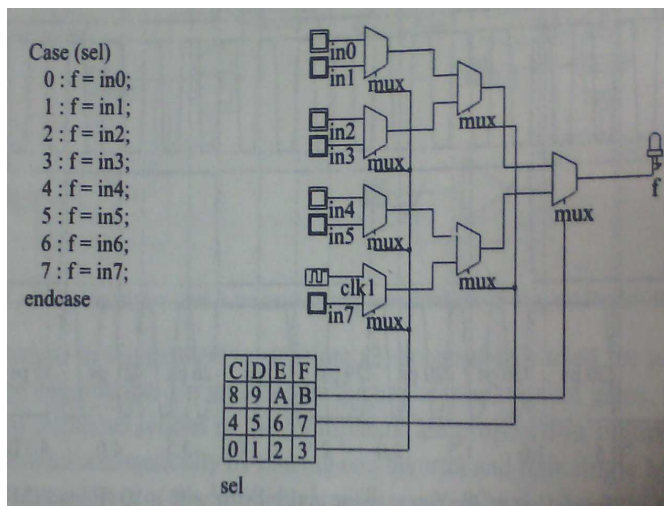 Case (sel)
0 : f = in0;
1 : f = in1;
2 : f = in2;
3 : f = in3;
4 : f = in4;
5 : f = in5;
6 : f = in6;
7 : f = in7;
endcase
in0
in1
mux
in2
in3
mux
in4
in5
mux
clk1
in7
mux
mux
mux
mux
f
C D E F
8 9 A B
4 5 6 7
0 1 2 3
sel